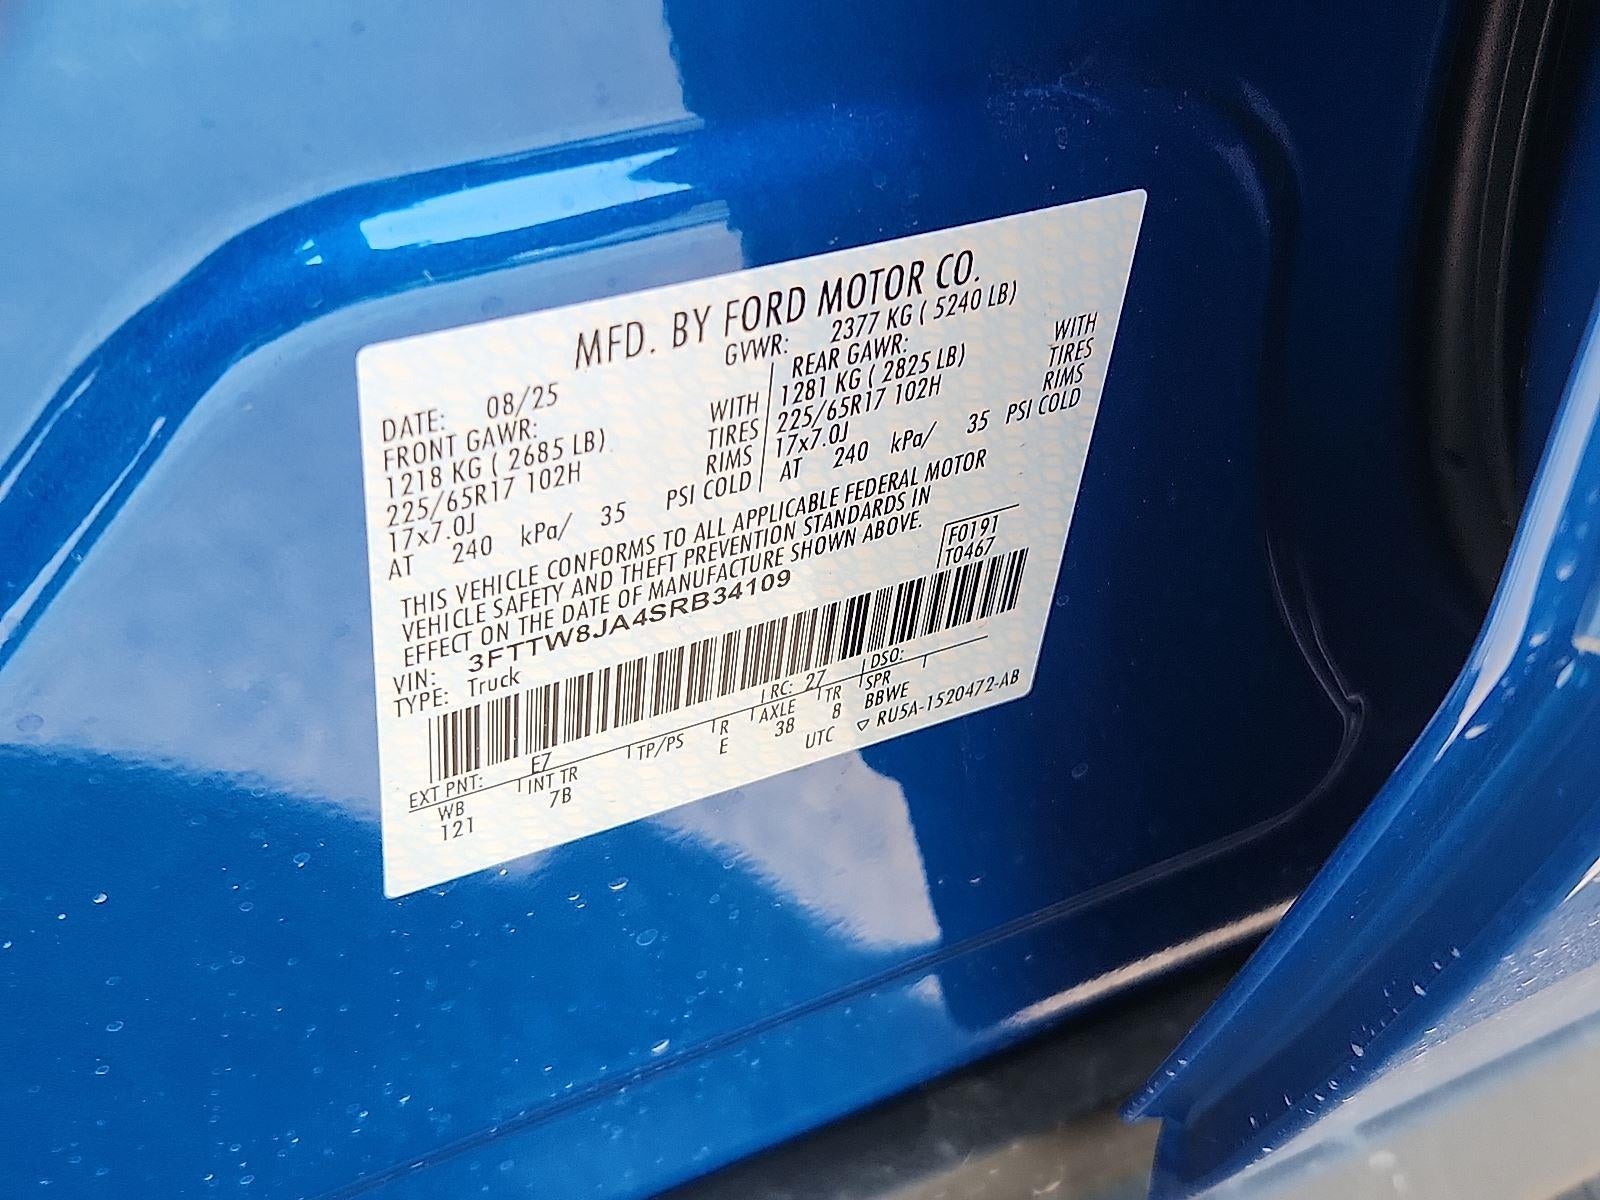 MFD. BY FORD MOTOR CO.
DATE: 08/25 GVWR: 2377 KG ( 5240 LB)
FRONT GAWR: REAR GAWR:
1218 KG ( 2685 LB) WITH 1281 KG ( 2825 LB) WITH
225/65R17 102H TIRES 225/65R17 102H TIRES
17x7.0J RIMS 17x7.0J RIMS
AT 240 kPa/ 35 PSI COLD AT 240 kPa/ 35 PSI COLD
THIS VEHICLE CONFORMS TO ALL APPLICABLE FEDERAL MOTOR
VEHICLE SAFETY AND THEFT PREVENTION STANDARDS IN
EFFECT ON THE DATE OF MANUFACTURE SHOWN ABOVE.
VIN: 3FTTW8JA4SRB34109 F0191
TYPE: Truck T0467
EXT PNT: E7 RC: 27 DSO:
WB INT TR TP/PS R AXLE TR SPR
121 7B E 38 8 BBWE
UTC ▽ RU5A-1520472-AB